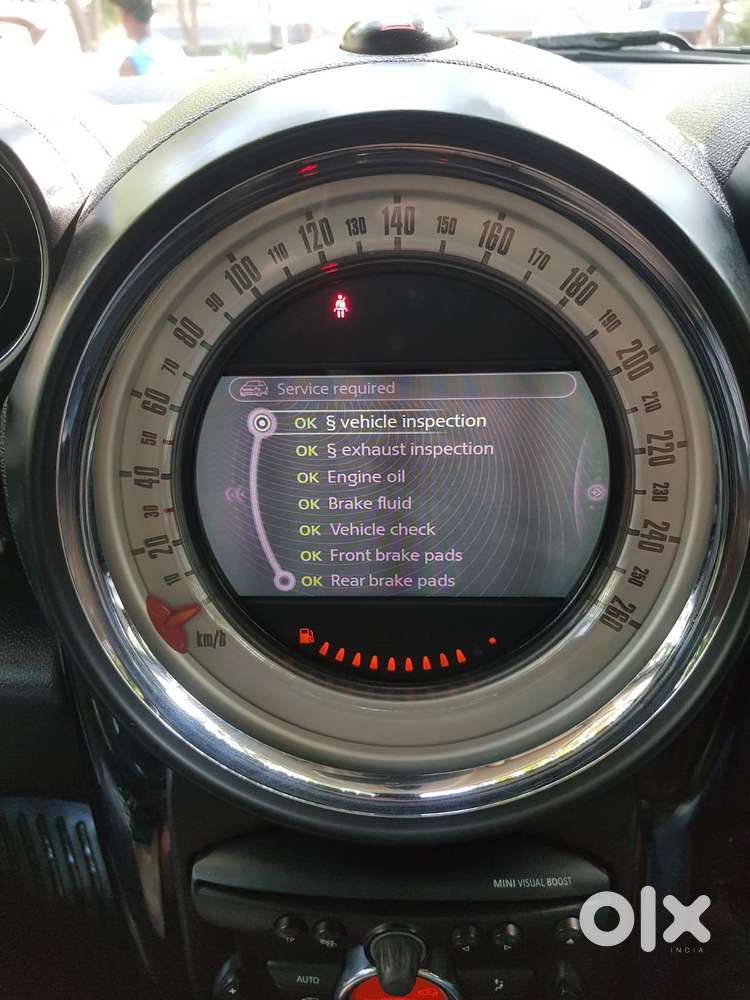 10
20
30
40
50
60
70
80
90
100
110
120
130
140
150
160
170
180
190
200
210
220
230
240
250
260
km/h
Service required
OK § vehicle inspection
OK § exhaust inspection
OK Engine oil
OK Brake fluid
OK Vehicle check
OK Front brake pads
OK Rear brake pads
MINI VISUAL BOOST
TP
AUTO
olx
INDIA